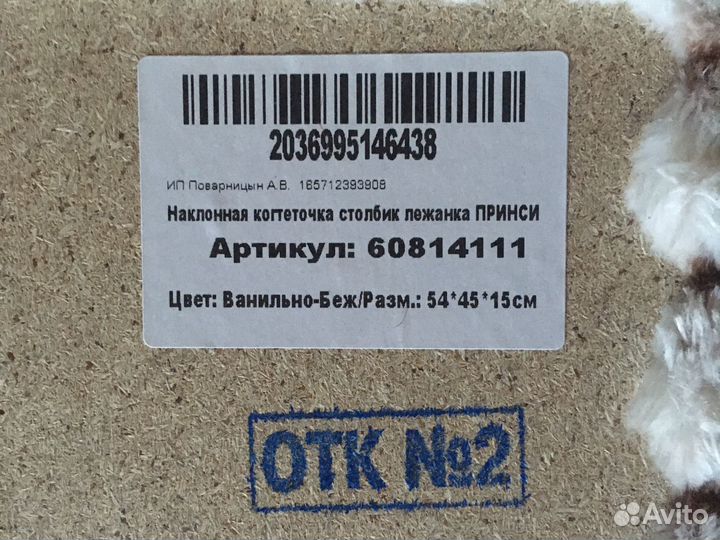 2036995146438
ИП Поварницын А.В. 165712393908
Наклонная когтеточка столбик лежанка ПРИНСИ
Артикул: 60814111
Цвет: Ванильно-Беж/Разм.: 54*45*15см
ОТК №2
Avito